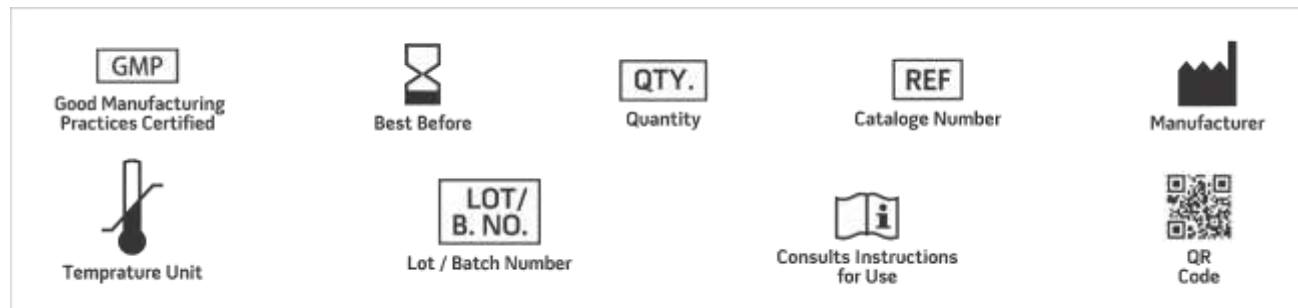 GMP
Good Manufacturing
Practices Certified
Best Before
QTY.
Quantity
REF
Cataloge Number
Manufacturer
Temprature Unit
LOT/
B. NO.
Lot / Batch Number
i
Consults Instructions
for Use
QR
Code